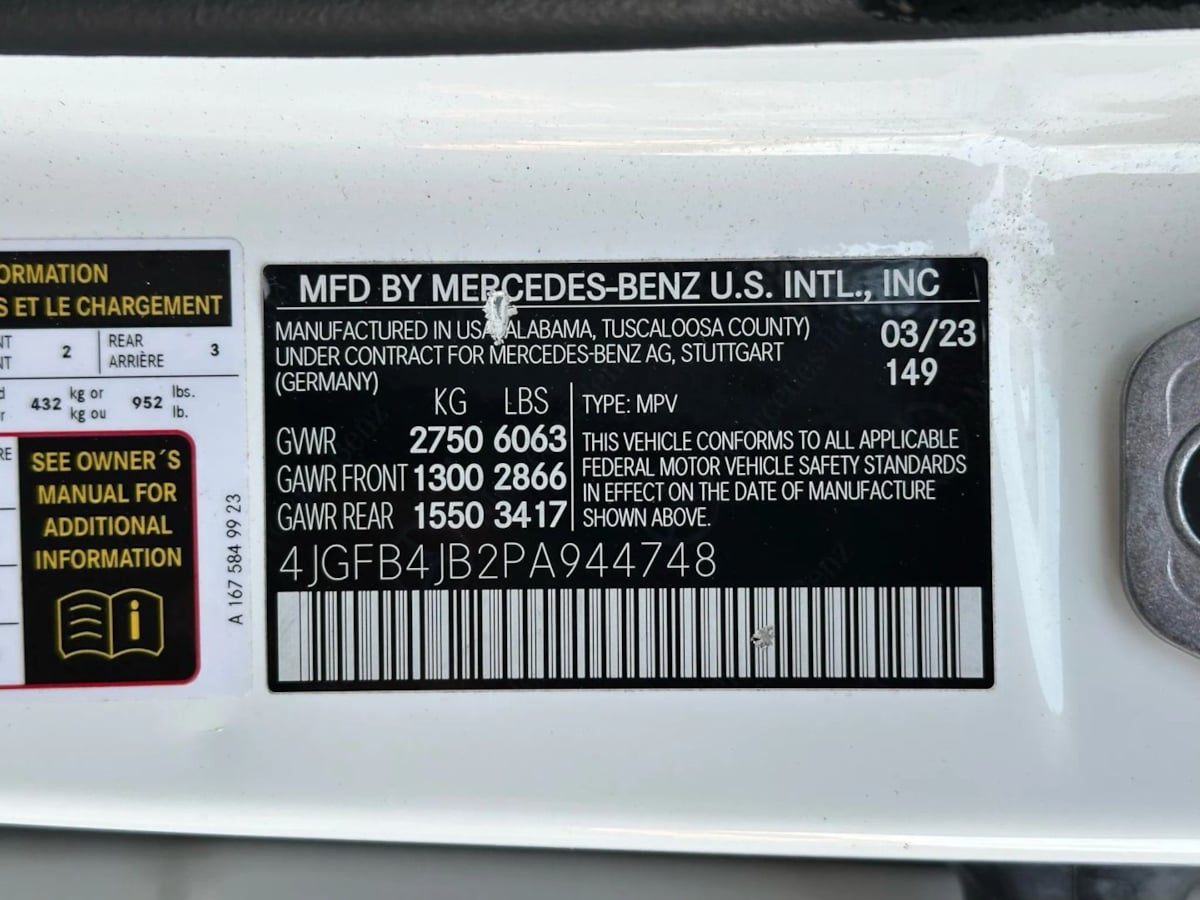 ORMATION
S ET LE CHARGEMENT
NT 2 REAR 3
NT ARRIÈRE
432 kg or 952 lbs.
kg ou lb.
RE
SEE OWNER´S
MANUAL FOR
ADDITIONAL
INFORMATION
i
A 167 584 99 23
MFD BY MERCEDES-BENZ U.S. INTL., INC
MANUFACTURED IN USA ALABAMA, TUSCALOOSA COUNTY) 03/23
UNDER CONTRACT FOR MERCEDES-BENZ AG, STUTTGART
(GERMANY) 149
KG LBS TYPE: MPV
GVWR 2750 6063
GAWR FRONT 1300 2866
GAWR REAR 1550 3417
THIS VEHICLE CONFORMS TO ALL APPLICABLE
FEDERAL MOTOR VEHICLE SAFETY STANDARDS
IN EFFECT ON THE DATE OF MANUFACTURE
SHOWN ABOVE.
4JGFB4JB2PA944748